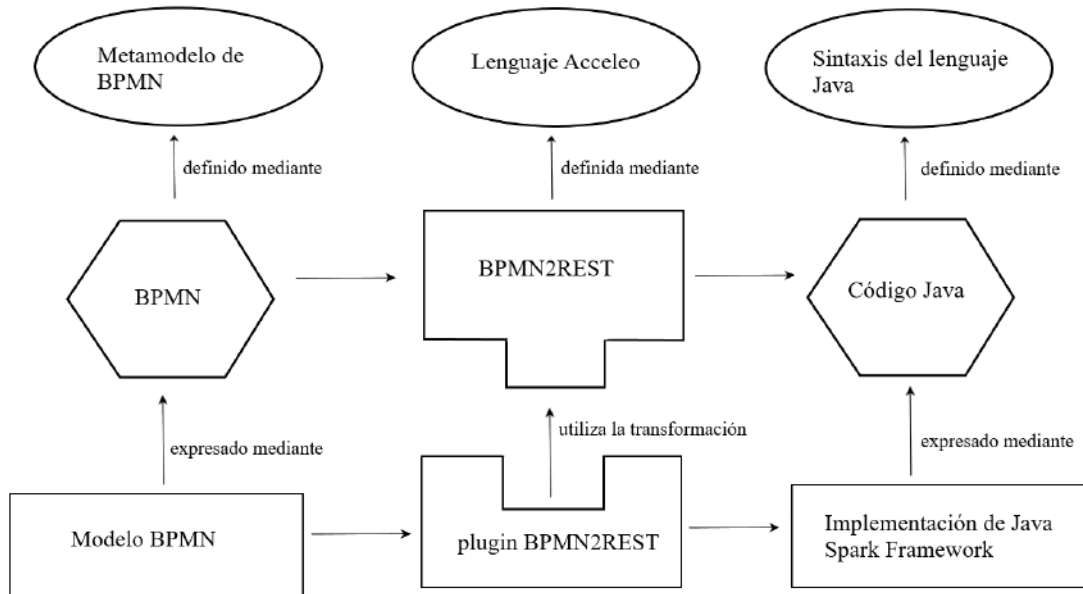 Metamodelo de
BPMN
Lenguaje Acceleo
Sintaxis del lenguaje
Java
definido mediante
definida mediante
definido mediante
BPMN
BPMN2REST
Código Java
expresado mediante
utiliza la transformación
expresado mediante
Modelo BPMN
plugin BPMN2REST
Implementación de Java
Spark Framework